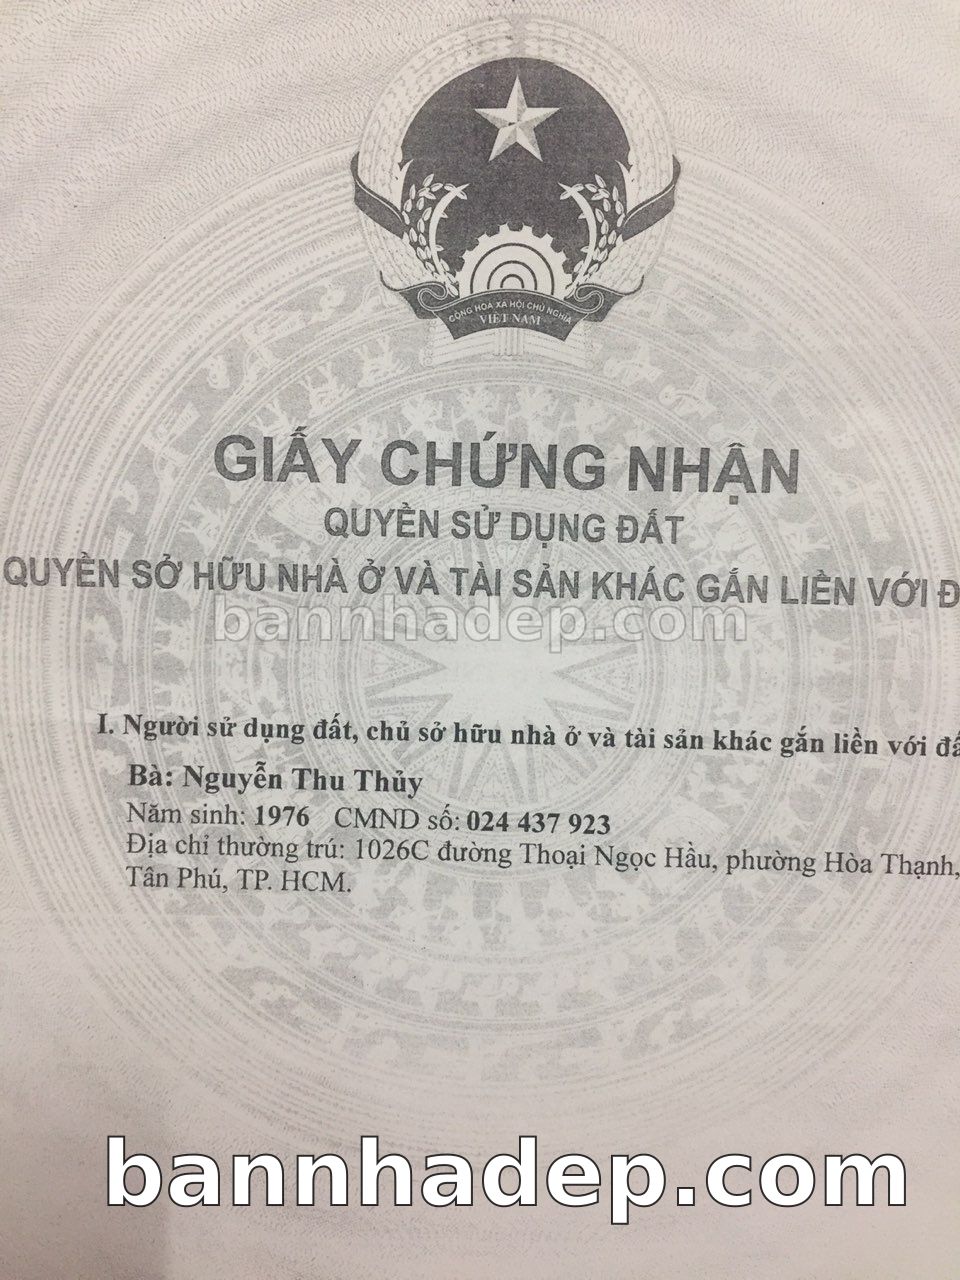 CỘNG HOÀ XÃ HỘI CHỦ NGHĨA
VIỆT NAM
GIẤY CHỨNG NHẬN
QUYỀN SỬ DỤNG ĐẤT
QUYỀN SỞ HỮU NHÀ Ở VÀ TÀI SẢN KHÁC GẮN LIỀN VỚI Đ
bannhadep.com
I. Người sử dụng đất, chủ sở hữu nhà ở và tài sản khác gắn liền với đấ
Bà: Nguyễn Thu Thủy
Năm sinh: 1976 CMND số: 024 437 923
Địa chỉ thường trú: 1026C đường Thoại Ngọc Hầu, phường Hòa Thạnh,
Tân Phú, TP. HCM.
bannhadep.com